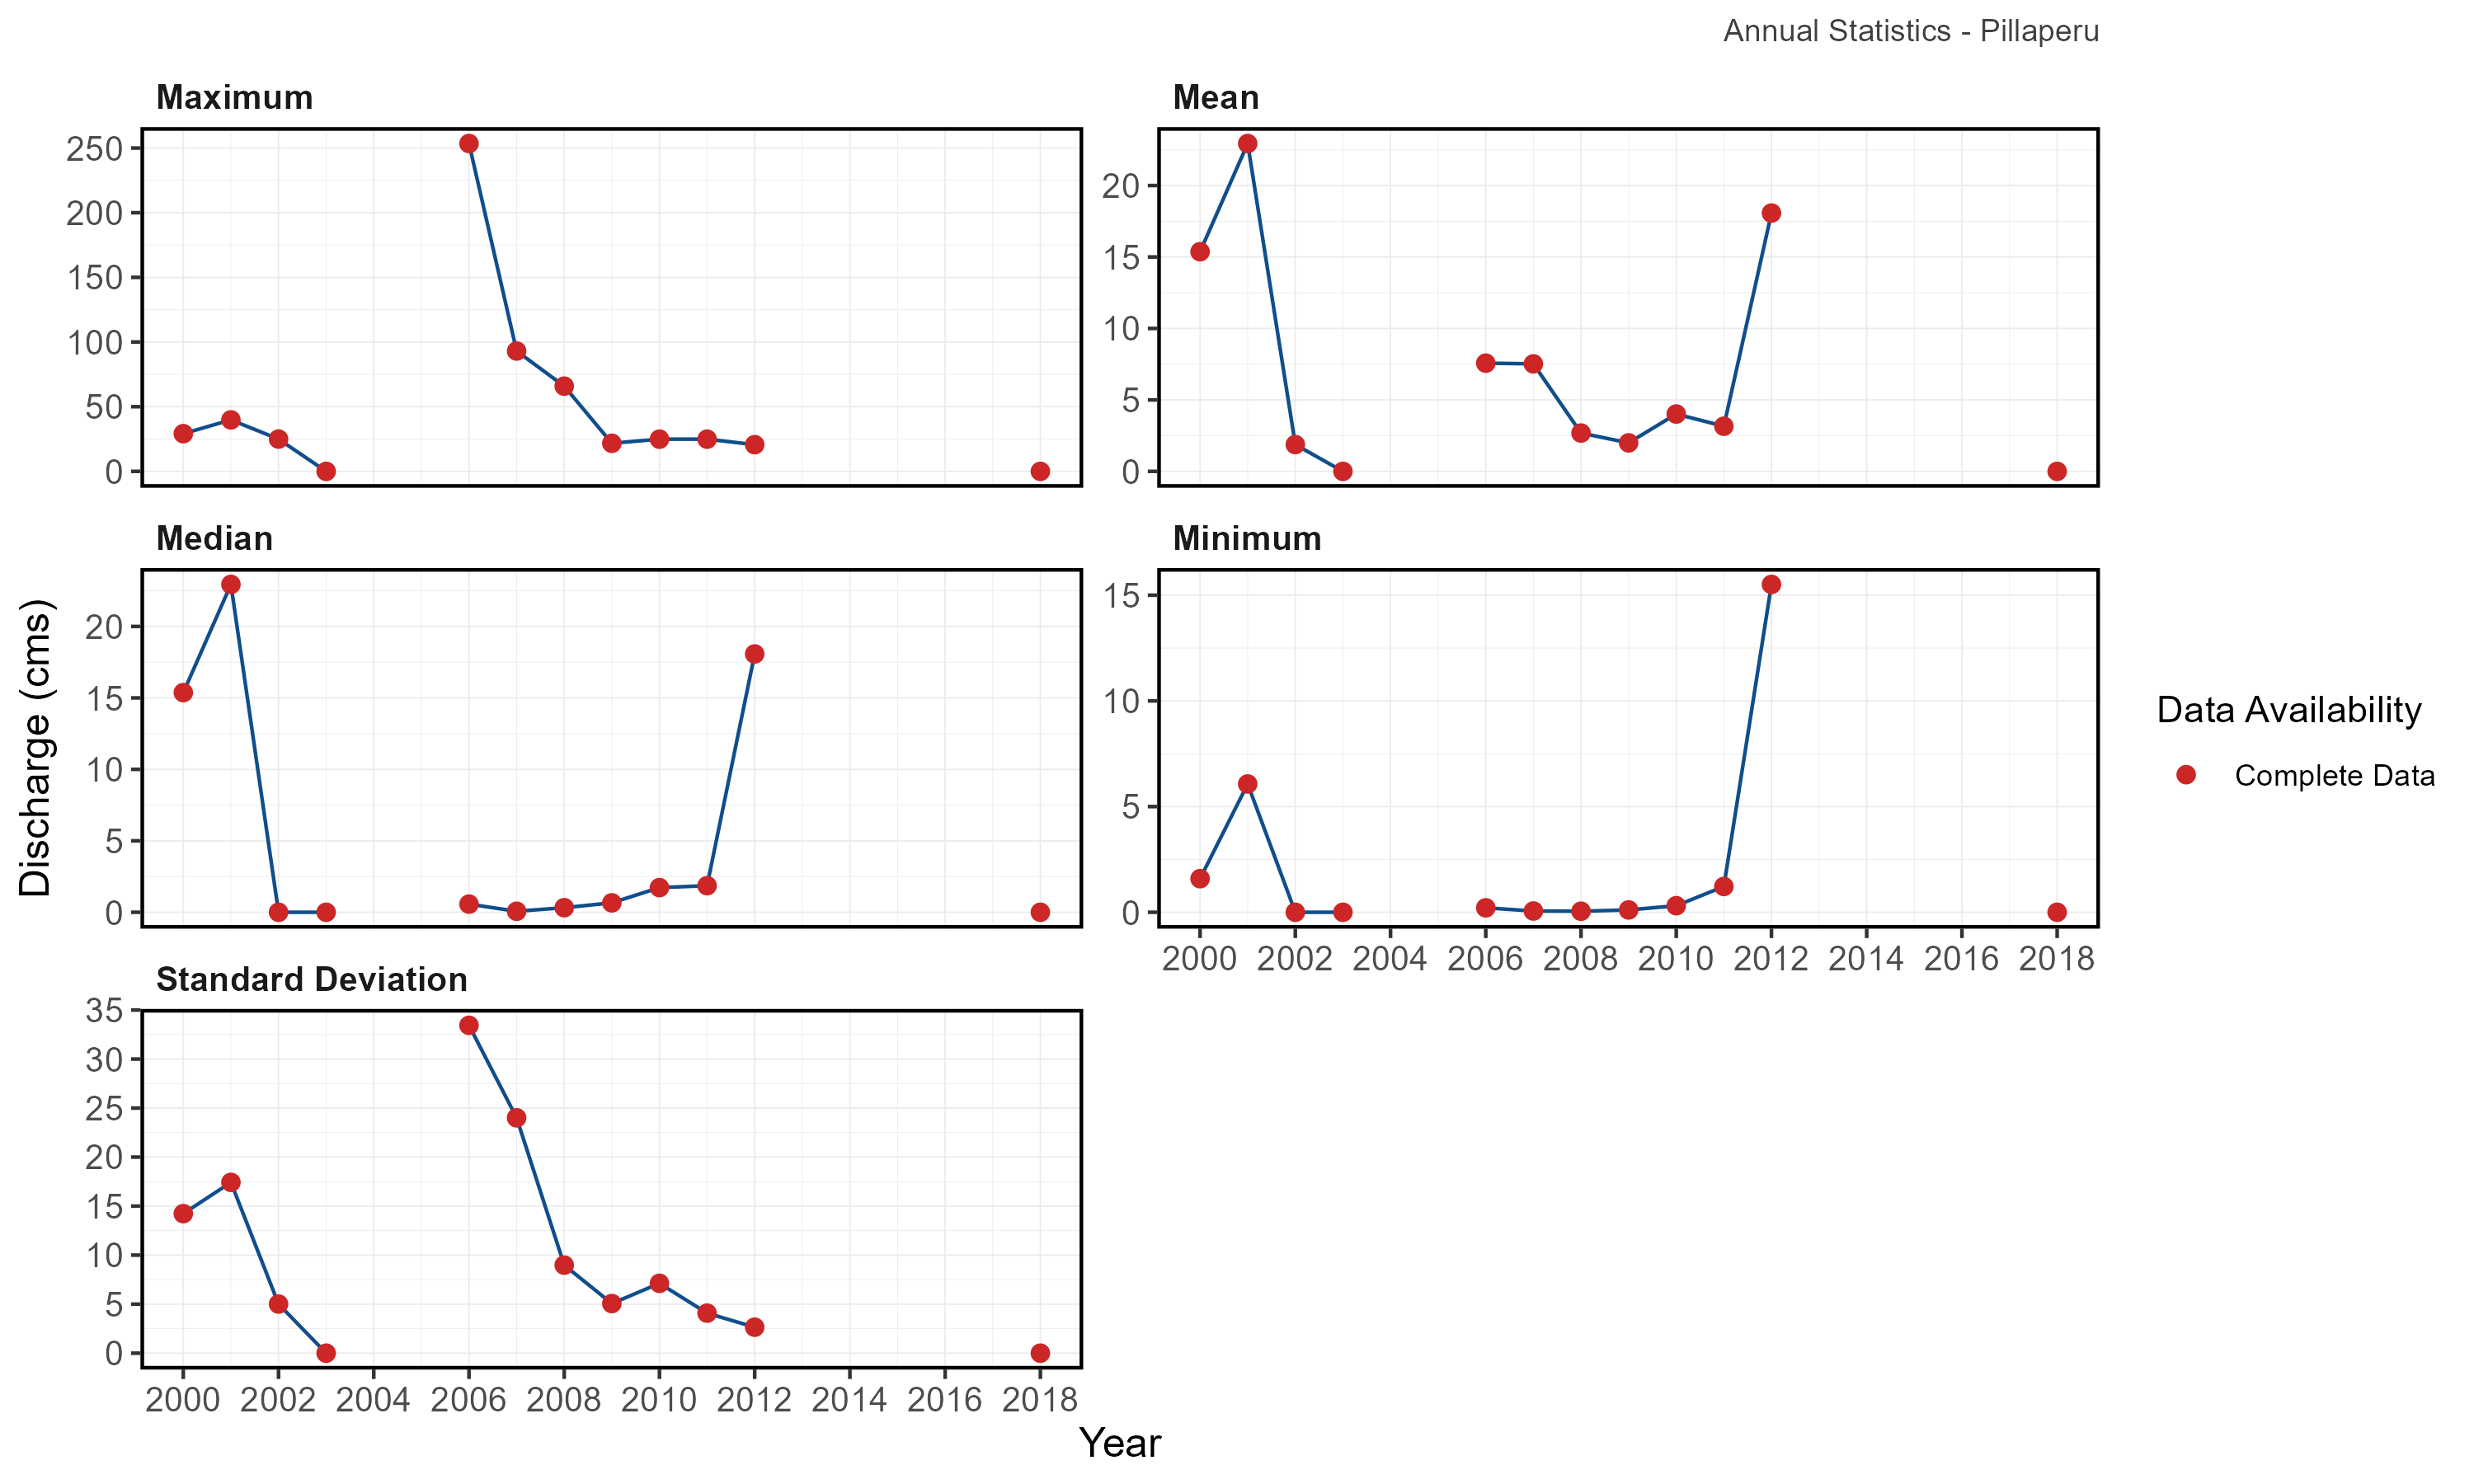 Annual Statistics - Pillaperu
Maximum
250
200
150
100
50
0
Mean
20
15
10
5
0
Median
20
15
10
5
0
Minimum
15
10
5
0
2000 2002 2004 2006 2008 2010 2012 2014 2016 2018
Standard Deviation
35
30
25
20
15
10
5
0
2000 2002 2004 2006 2008 2010 2012 2014 2016 2018
Year
Discharge (cms)
Data Availability
Complete Data